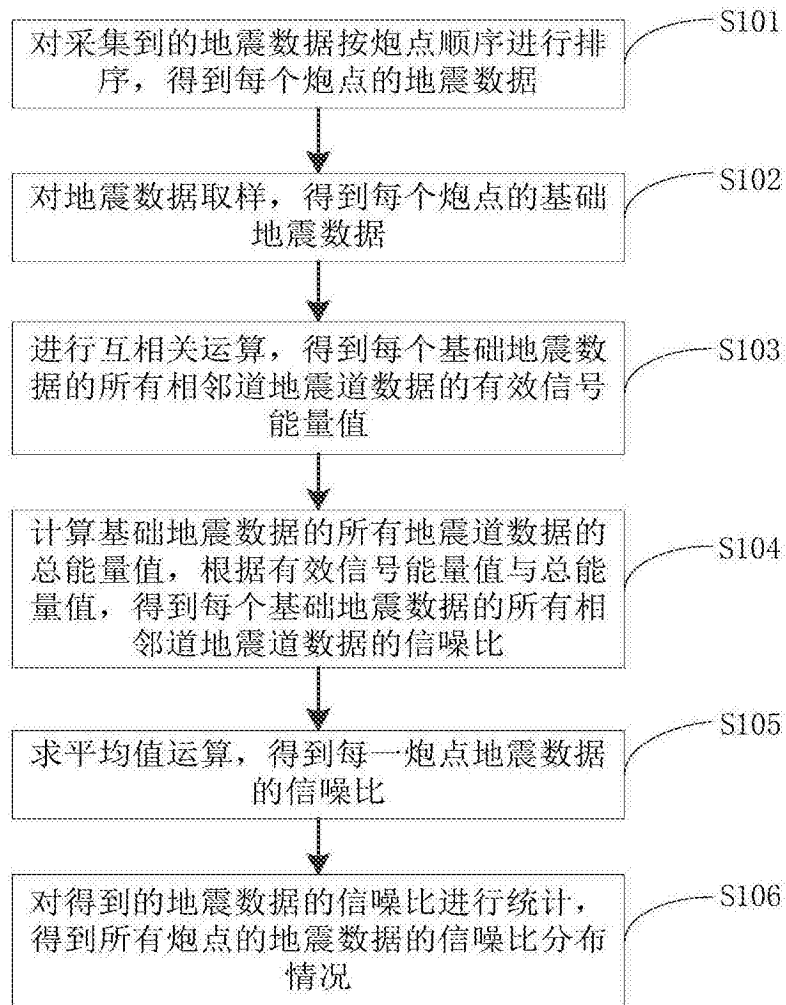 对采集到的地震数据按炮点顺序进行排
序，得到每个炮点的地震数据
S101
对地震数据取样，得到每个炮点的基础
地震数据
S102
进行互相关运算，得到每个基础地震数
据的所有相邻道地震道数据的有效信号
能量值
S103
计算基础地震数据的所有地震道数据的
总能量值，根据有效信号能量值与总能
量值，得到每个基础地震数据的所有相
邻道地震道数据的信噪比
S104
求平均值运算，得到每一炮点地震数据
的信噪比
S105
对得到的地震数据的信噪比进行统计，
得到所有炮点的地震数据的信噪比分布
情况
S106